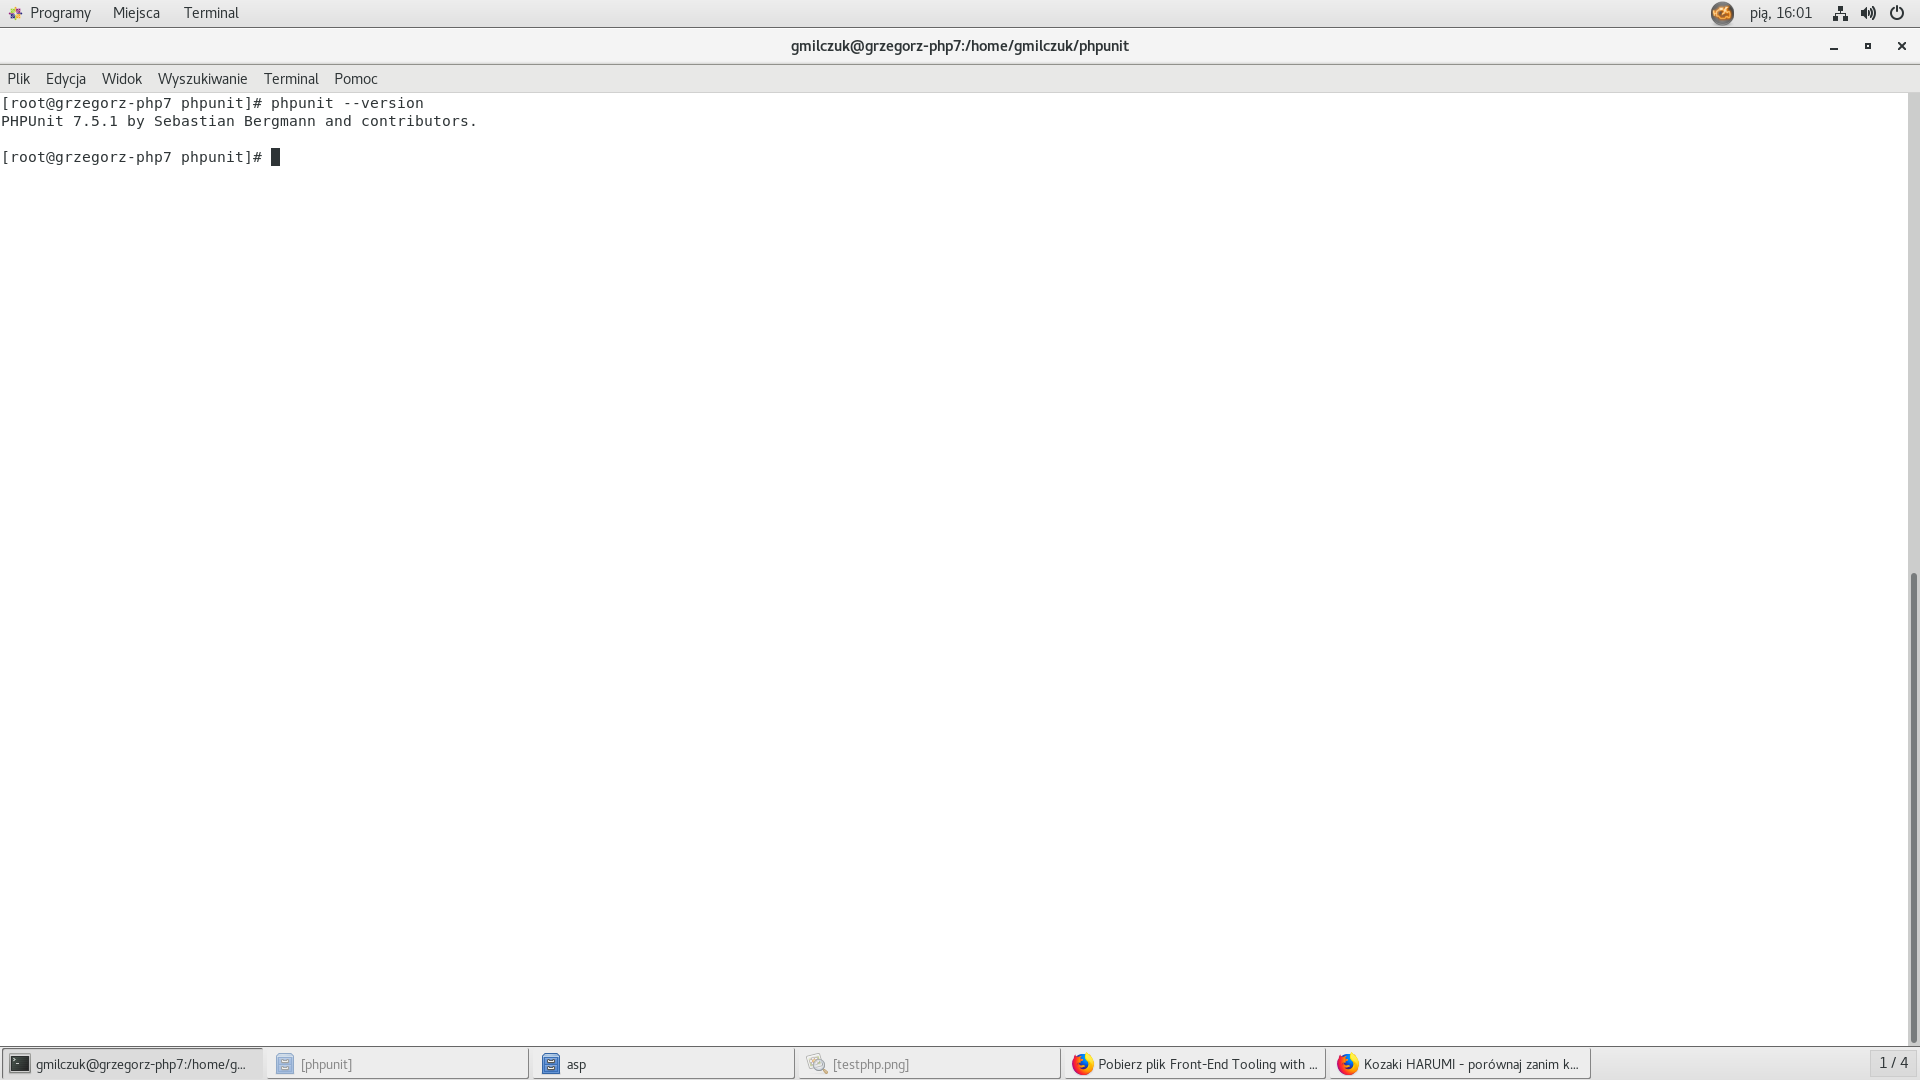 Programy Miejsca Terminal pią, 16:01
gmilczuk@grzegorz-php7:/home/gmilczuk/phpunit
Plik Edycja Widok Wyszukiwanie Terminal Pomoc
[root@grzegorz-php7 phpunit]# phpunit --version
PHPUnit 7.5.1 by Sebastian Bergmann and contributors.
[root@grzegorz-php7 phpunit]#
gmilczuk@grzegorz-php7:/home/g... [phpunit] asp [testphp.png] Pobierz plik Front-End Tooling with ... Kozaki HARUMI - porównaj zanim k... 1 / 4